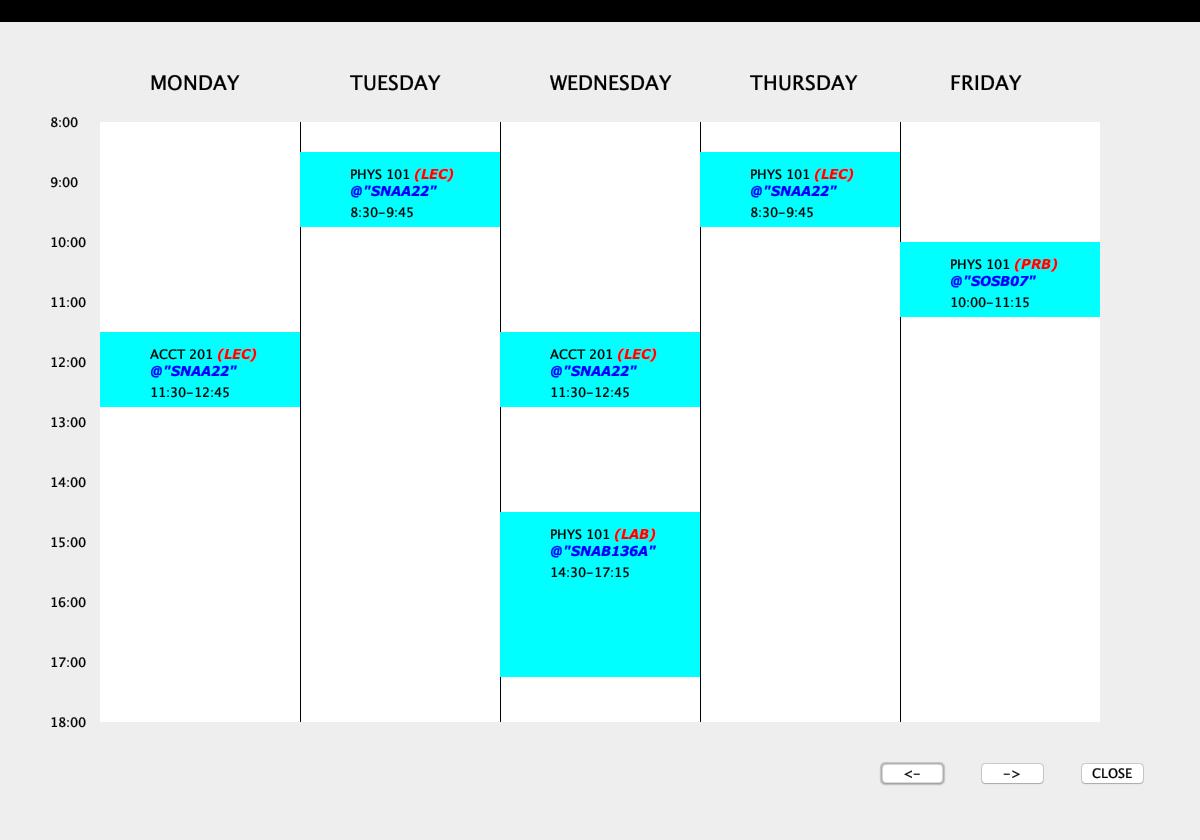 MONDAY TUESDAY WEDNESDAY THURSDAY FRIDAY
8:00
PHYS 101 (LEC) PHYS 101 (LEC)
9:00 @"SNAA22" @"SNAA22"
8:30-9:45 8:30-9:45
10:00
PHYS 101 (PRB)
@"SOSB07"
11:00 10:00-11:15
ACCT 201 (LEC) ACCT 201 (LEC)
12:00 @"SNAA22" @"SNAA22"
11:30-12:45 11:30-12:45
13:00
14:00
PHYS 101 (LAB)
15:00 @"SNAB136A"
14:30-17:15
16:00
17:00
18:00
<- -> CLOSE